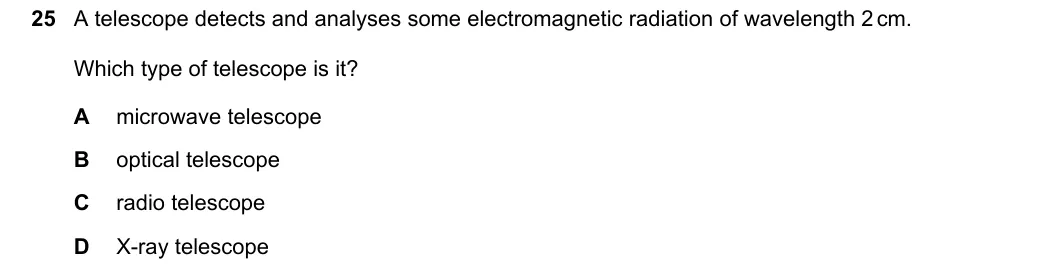 25 A telescope detects and analyses some electromagnetic radiation of wavelength 2 cm.
Which type of telescope is it?
A microwave telescope
B optical telescope
C radio telescope
D X-ray telescope